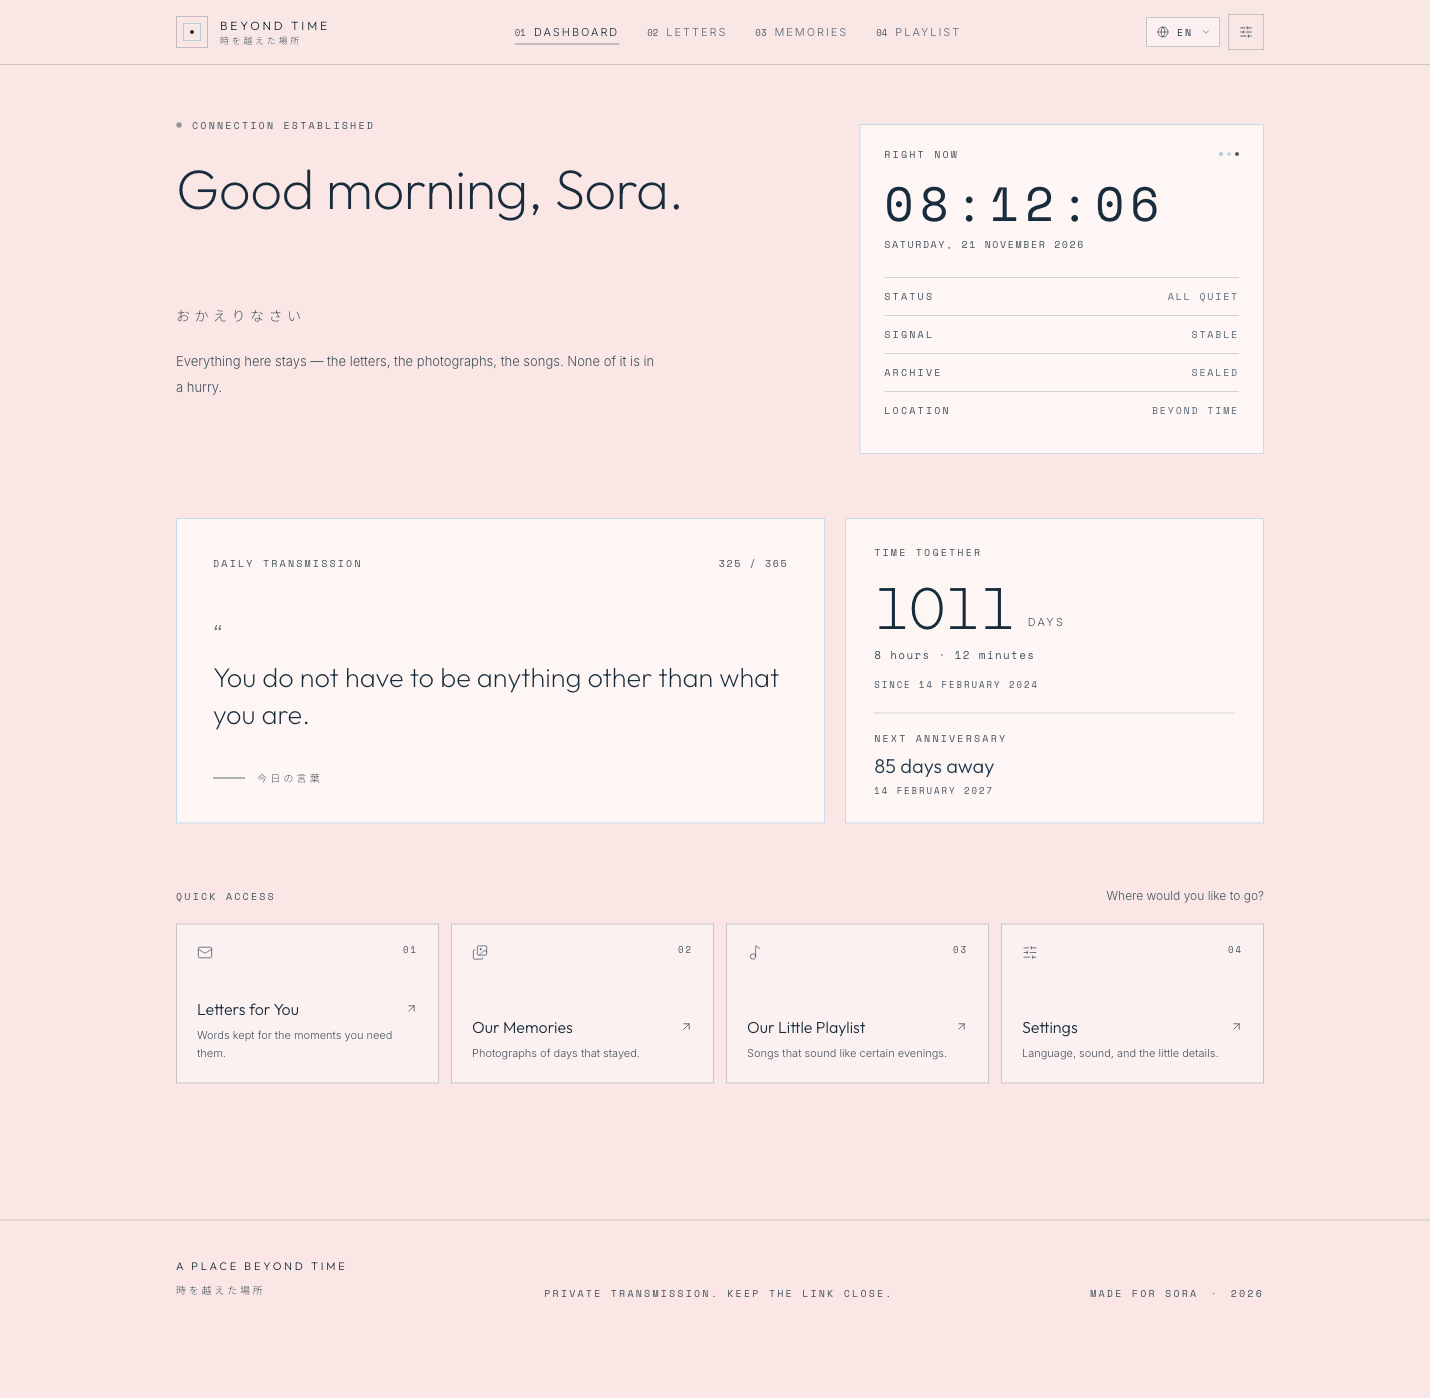 BEYOND TIME
時を越えた場所
01 DASHBOARD
02 LETTERS
03 MEMORIES
04 PLAYLIST
EN
CONNECTION ESTABLISHED
Good morning, Sora.
おかえりなさい
Everything here stays — the letters, the photographs, the songs. None of it is in
a hurry.
RIGHT NOW
08:12:06
SATURDAY, 21 NOVEMBER 2026
STATUS ALL QUIET
SIGNAL STABLE
ARCHIVE SEALED
LOCATION BEYOND TIME
DAILY TRANSMISSION 325 / 365
“
You do not have to be anything other than what
you are.
今日の言葉
TIME TOGETHER
1011 DAYS
8 hours · 12 minutes
SINCE 14 FEBRUARY 2024
NEXT ANNIVERSARY
85 days away
14 FEBRUARY 2027
QUICK ACCESS
Where would you like to go?
01
Letters for You
Words kept for the moments you need
them.
02
Our Memories
Photographs of days that stayed.
03
Our Little Playlist
Songs that sound like certain evenings.
04
Settings
Language, sound, and the little details.
A PLACE BEYOND TIME
時を越えた場所
PRIVATE TRANSMISSION. KEEP THE LINK CLOSE.
MADE FOR SORA · 2026